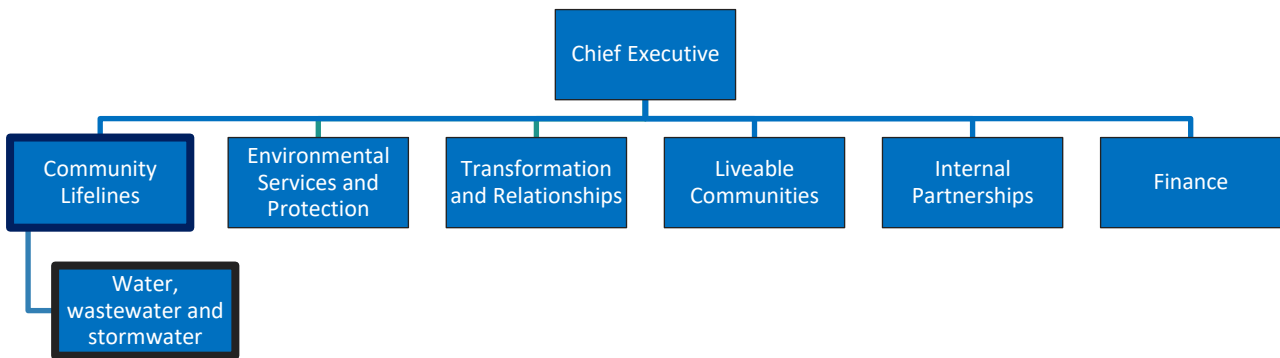 Chief Executive
Community
Lifelines
Environmental
Services and
Protection
Transformation
and Relationships
Liveable
Communities
Internal
Partnerships
Finance
Water,
wastewater and
stormwater